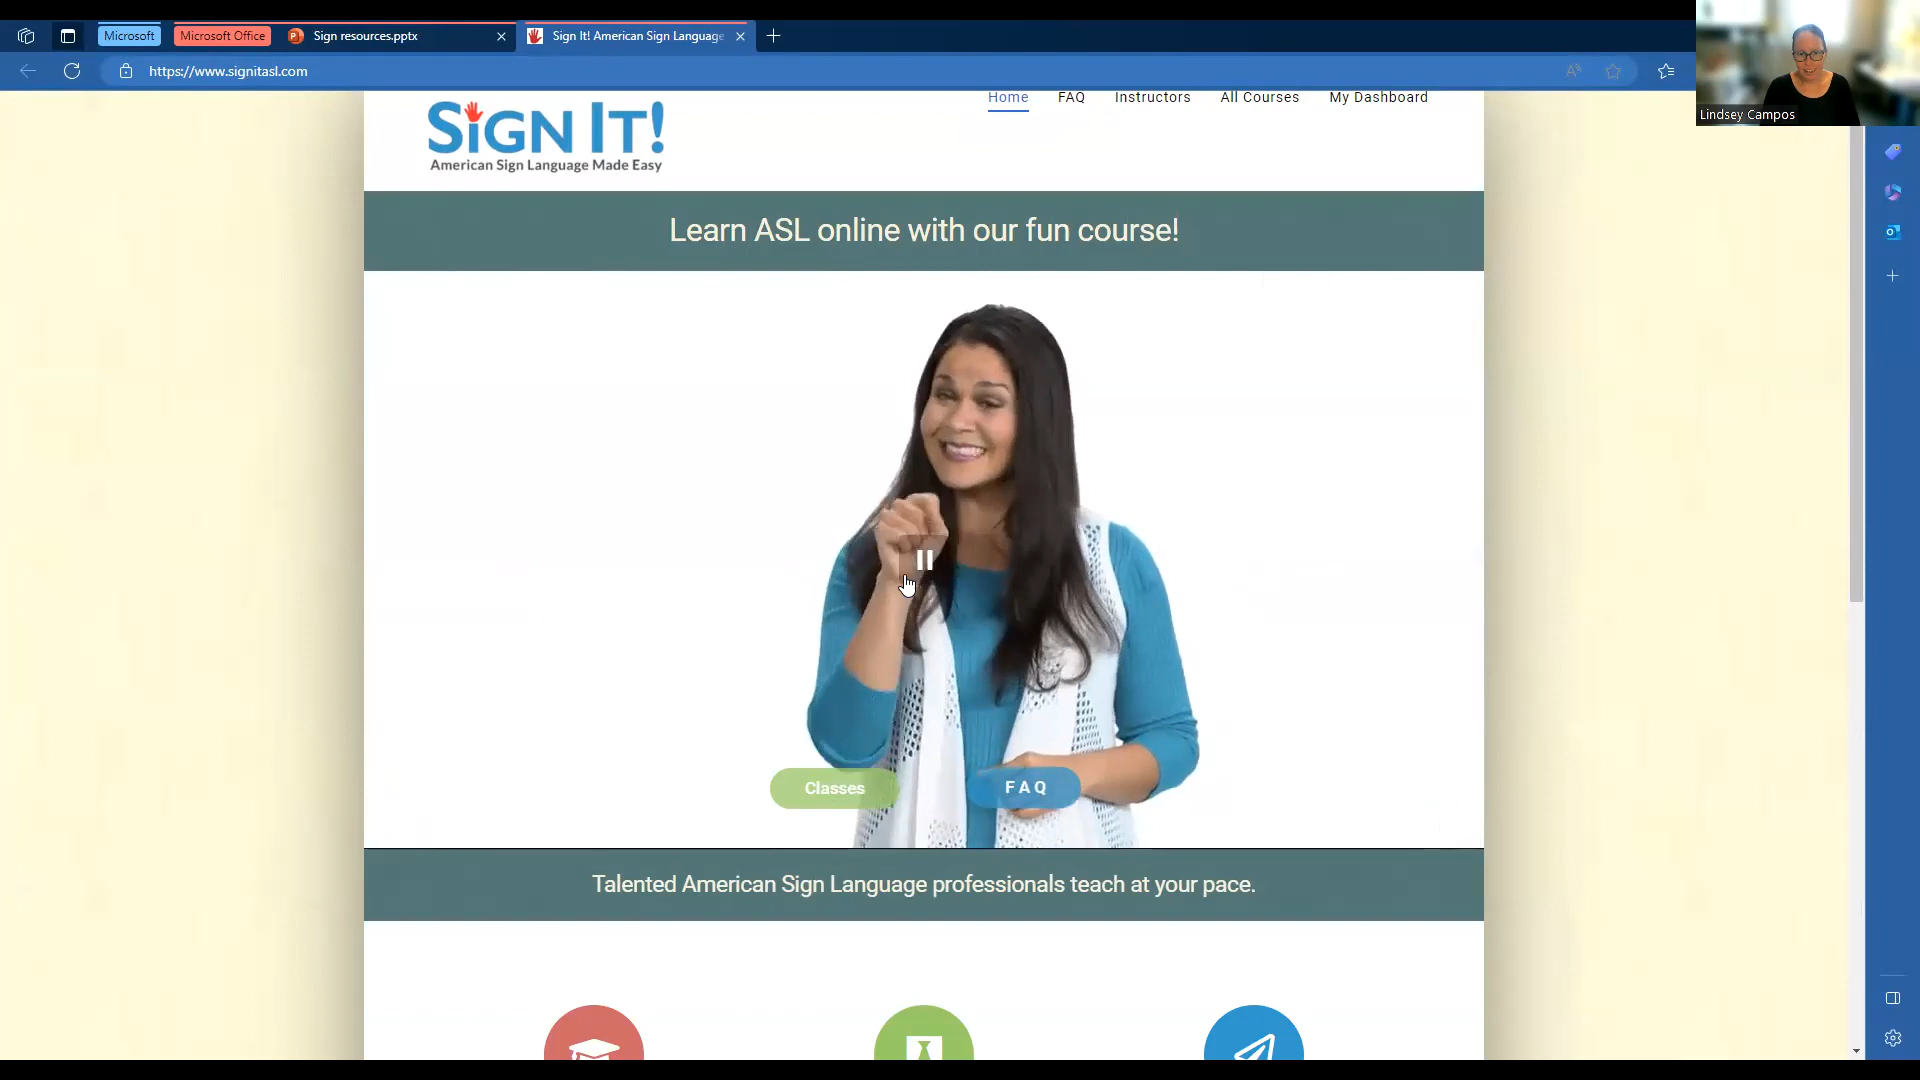 Microsoft
Microsoft Office
Sign resources.pptx
Sign It! American Sign Language
https://www.signitasl.com
Lindsey Campos
SIGN IT!
American Sign Language Made Easy
Home
FAQ
Instructors
All Courses
My Dashboard
Learn ASL online with our fun course!
Classes
FAQ
Talented American Sign Language professionals teach at your pace.